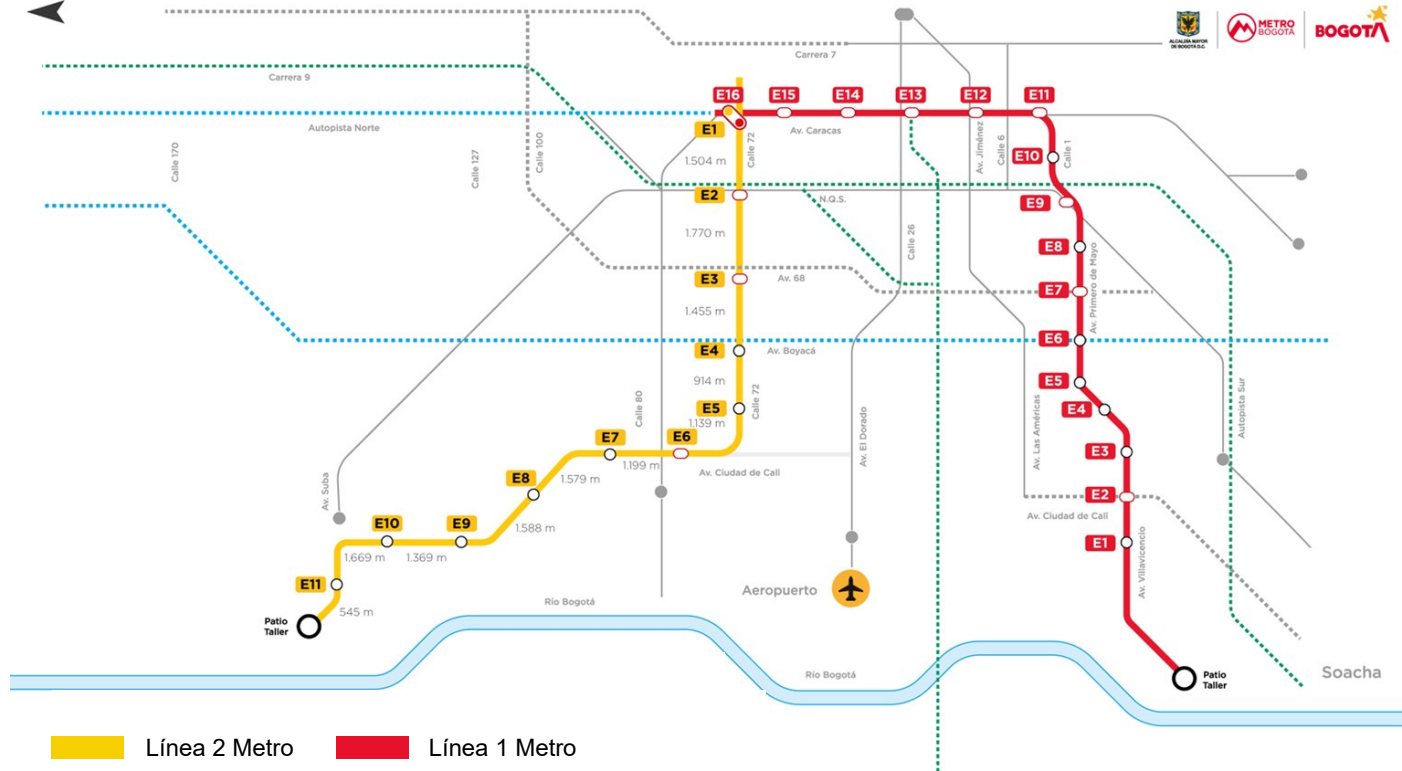 ALCALDÍA MAYOR
DE BOGOTÁ D.C.
METRO
BOGOTÁ
BOGOTÁ
Carrera 7
Carrera 9
Autopista Norte
Calle 170
Calle 127
Calle 100
E16
E15
E14
E13
E12
E11
Av. Caracas
E1
1.504 m
Calle 72
Av. Jiménez
Calle 6
Calle 1
E10
E2
N.Q.S.
E9
1.770 m
Calle 26
E8
E3
Av. 68
E7
Av. Primero de Mayo
1.455 m
E6
E4
Av. Boyacá
914 m
E5
E5
1.139 m
Calle 72
Calle 80
E4
Av. El Dorado
Av. Las Américas
Autopista Sur
E7
E6
1.199 m
Av. Ciudad de Cali
E3
E8
1.579 m
Av. Suba
E2
Av. Ciudad de Cali
1.588 m
E10
E9
1.669 m
1.369 m
E1
Av. Villavicencio
E11
545 m
Patio
Taller
Aeropuerto
Río Bogotá
Río Bogotá
Patio
Taller
Soacha
Línea 2 Metro
Línea 1 Metro